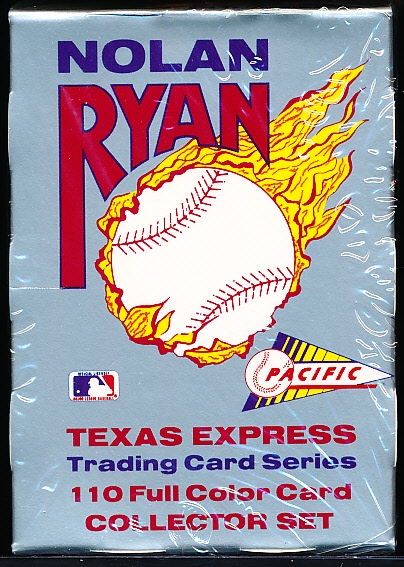 NOLAN
RYAN
PACIFIC
TEXAS EXPRESS
Trading Card Series
110 Full Color Card
COLLECTOR SET